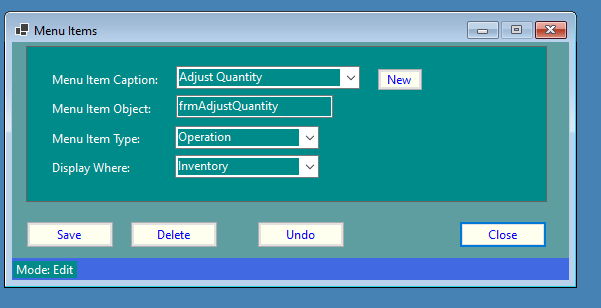 Menu Items
Menu Item Caption: Adjust Quantity New
Menu Item Object: frmAdjustQuantity
Menu Item Type: Operation
Display Where: Inventory
Save Delete Undo Close
Mode: Edit